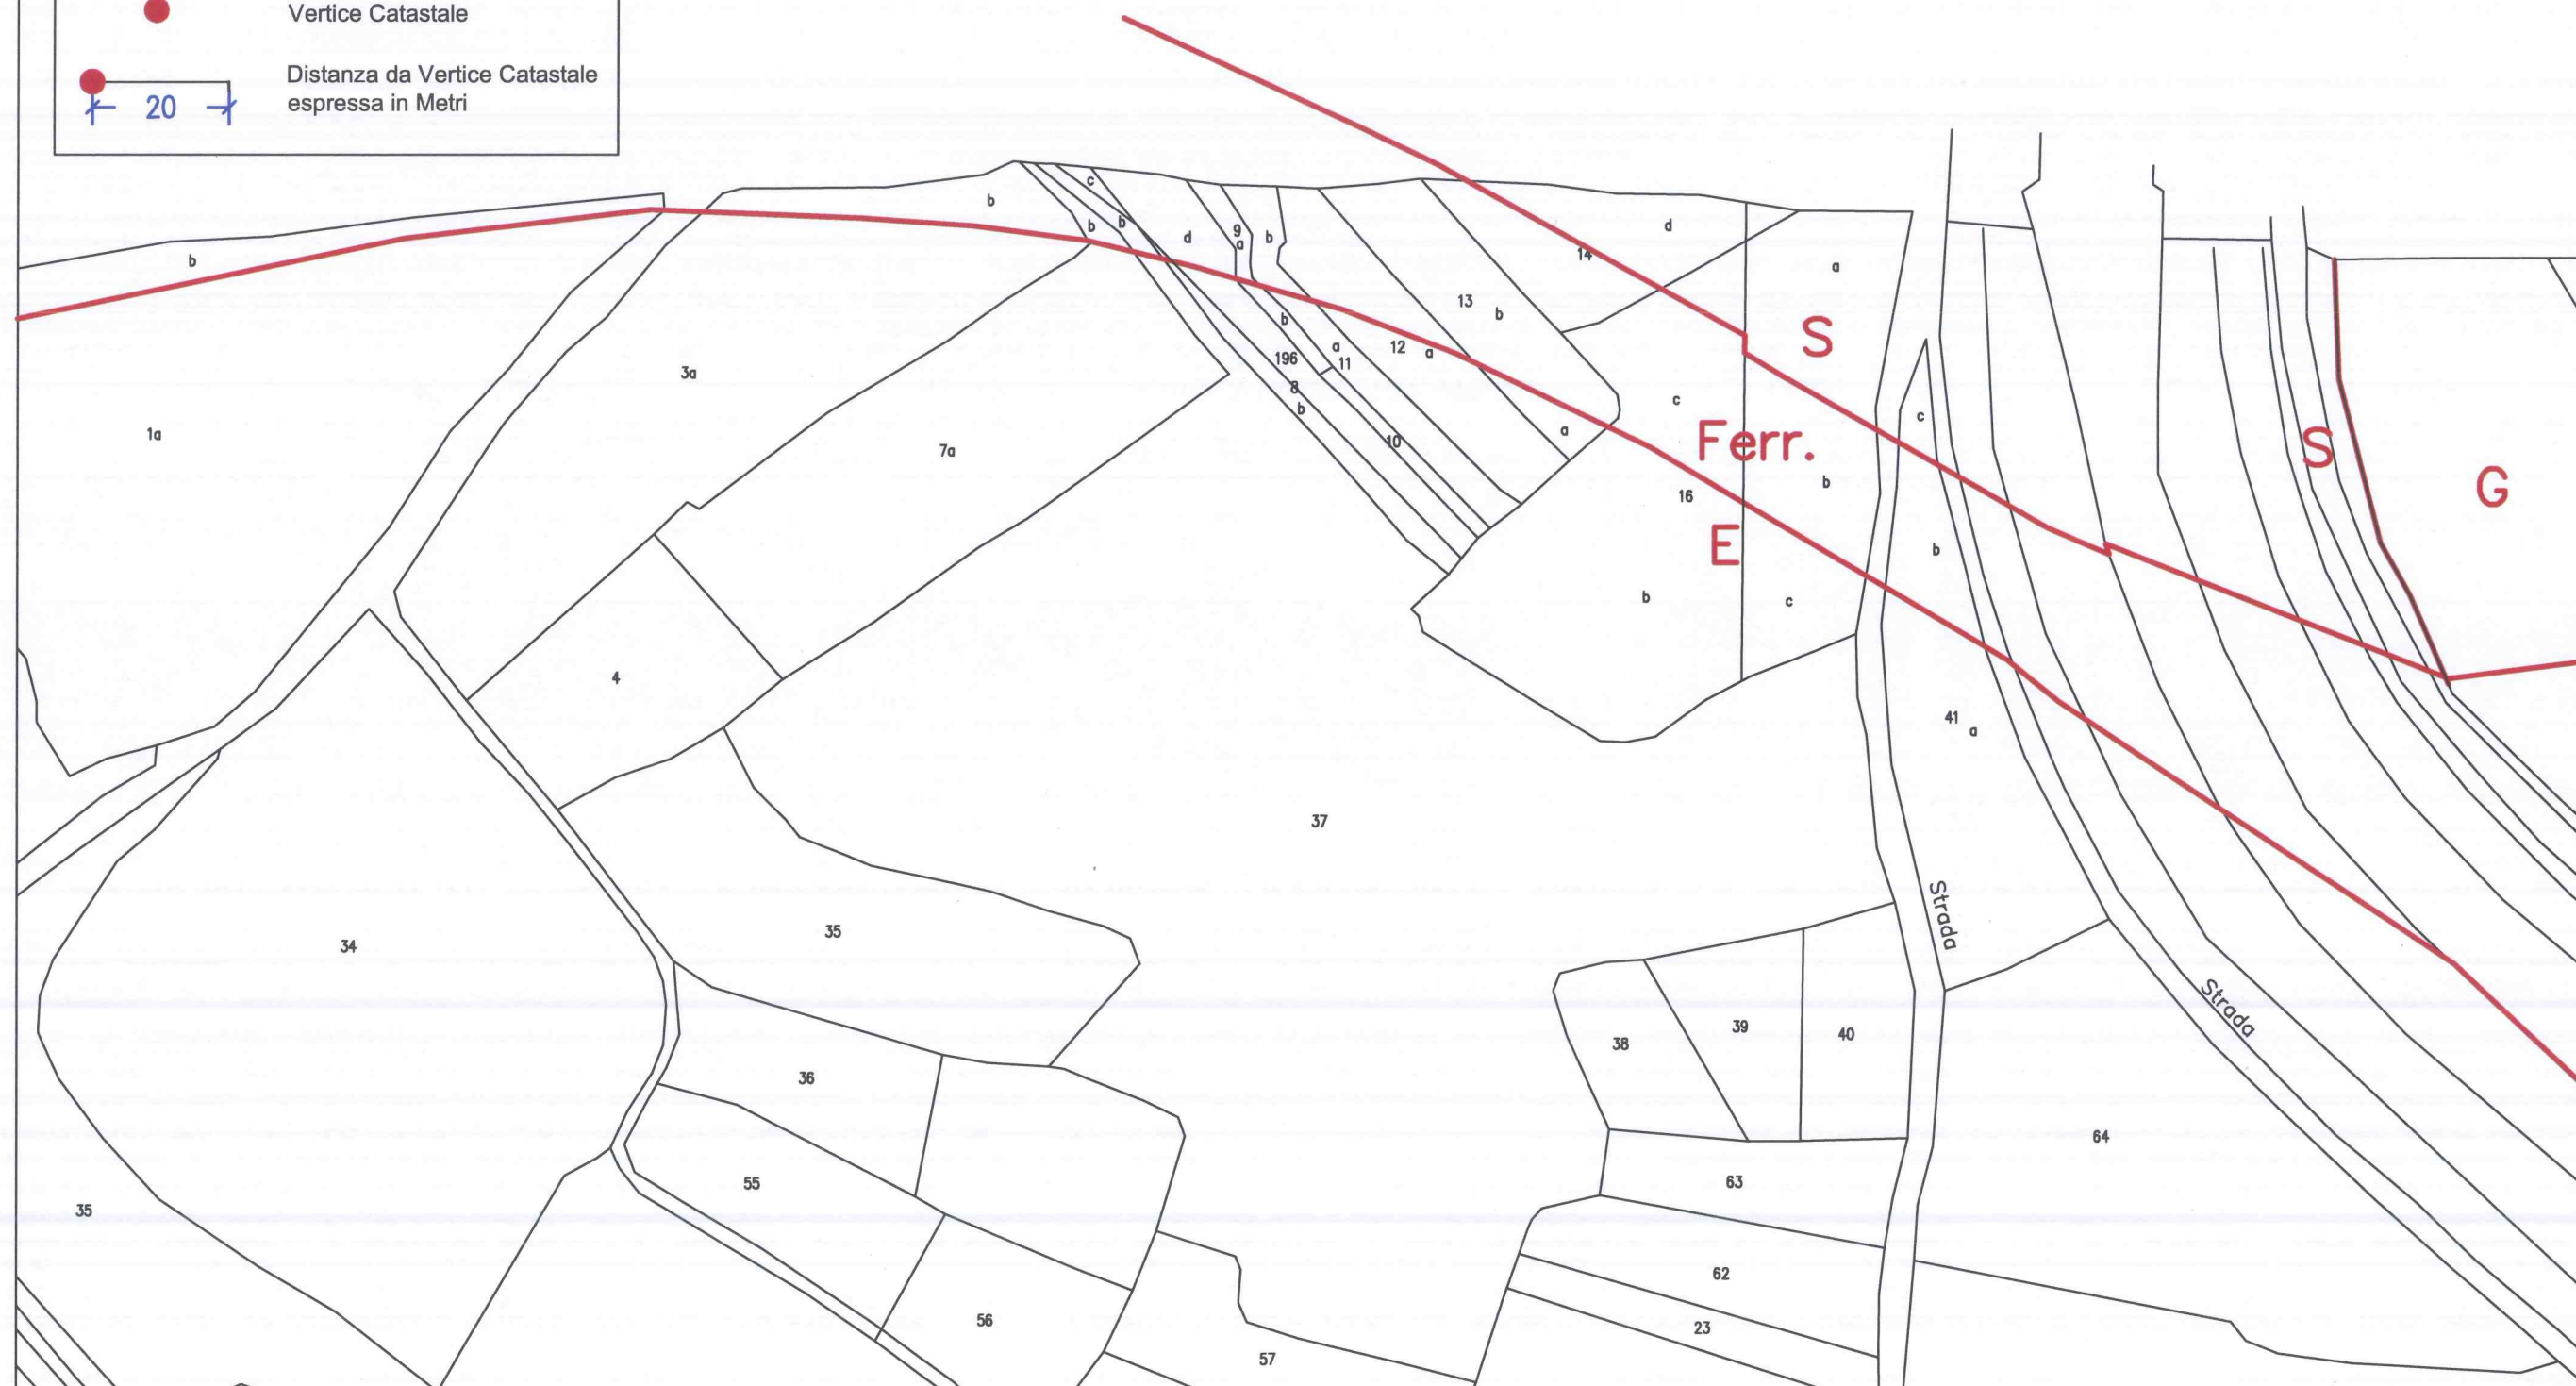 Vertice Catastale
Distanza da Vertice Catastale
espressa in Metri
20
b
c
b
b
b
d
9
a
b
d
14
a
b
13
b
S
b
196
a
11
12
a
3a
8
b
c
c
1a
7a
10
a
Ferr.
S
G
16
b
E
b
b
c
4
41
a
37
Strada
35
34
Strada
38
39
40
36
64
55
63
35
62
56
23
57